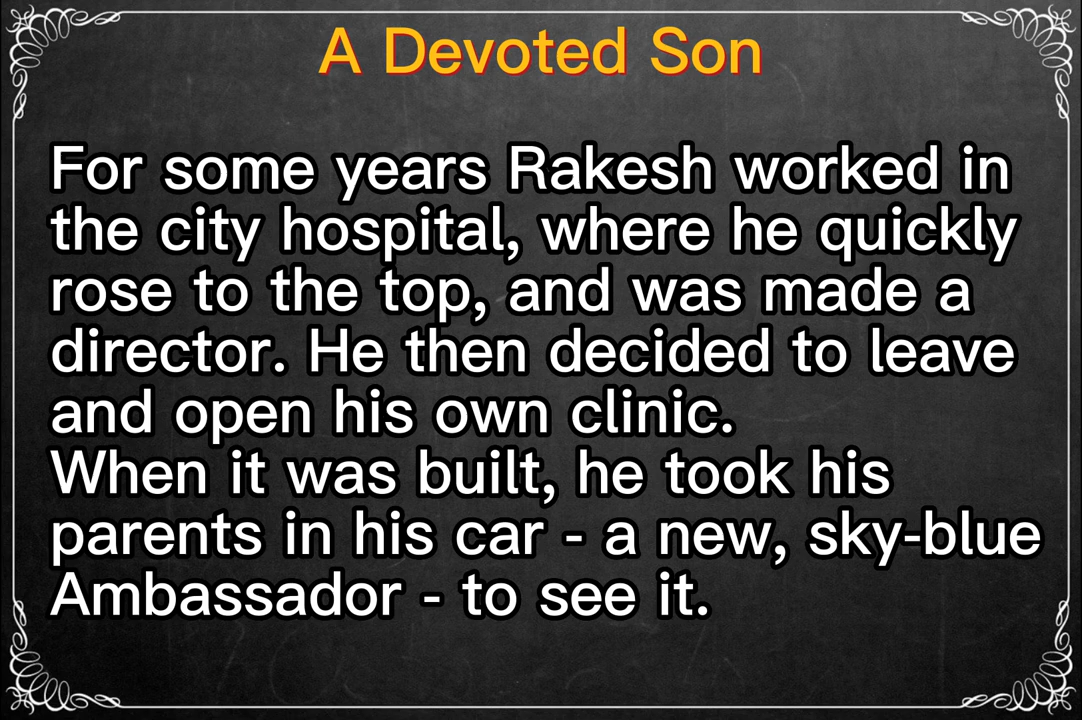 A Devoted Son
For some years Rakesh worked in
the city hospital, where he quickly
rose to the top, and was made a
director. He then decided to leave
and open his own clinic.
When it was built, he took his
parents in his car - a new, sky-blue
Ambassador - to see it.